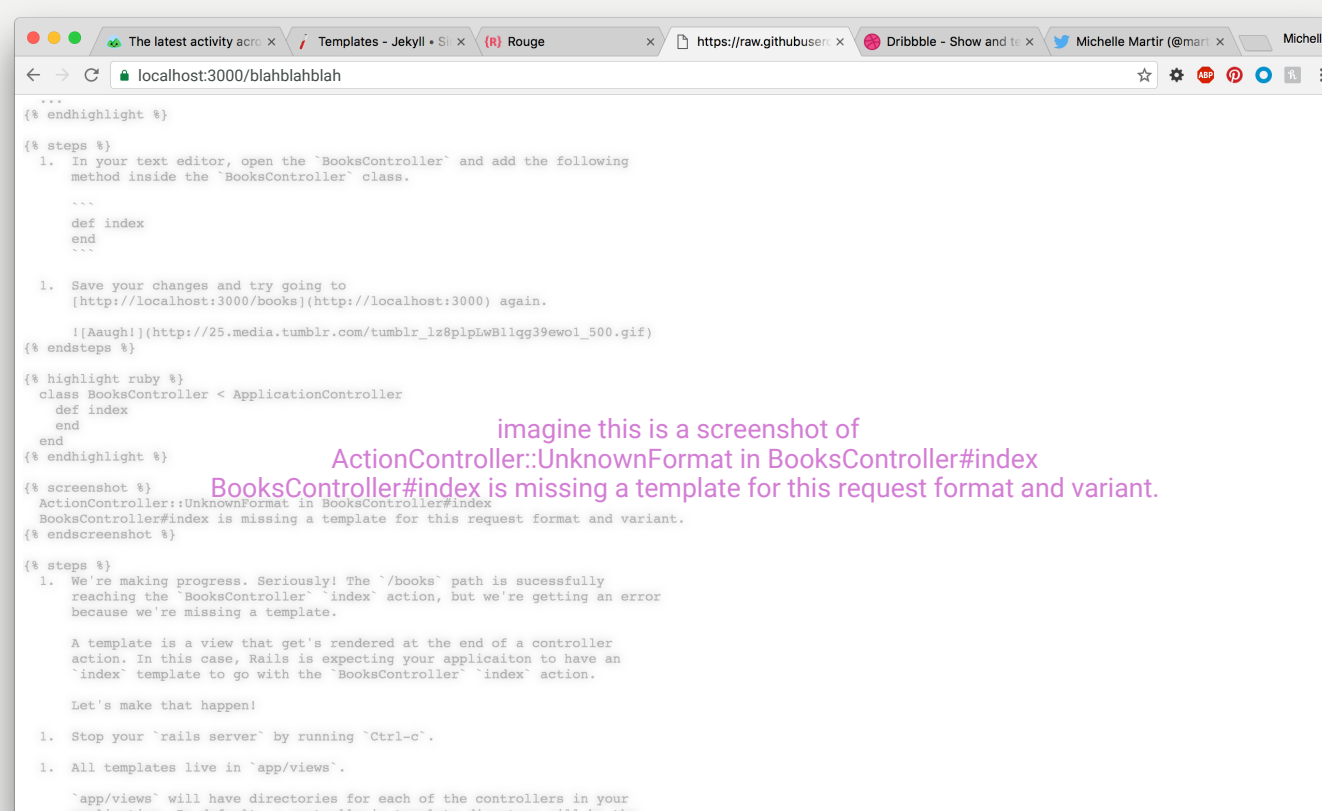 The latest activity acro
Templates - Jekyll • Si
{R} Rouge
https://raw.githubuserc
Dribbble - Show and te
Michelle Martir (@mart
Michell
localhost:3000/blahblahblah
ABP
...
{% endhighlight %}
{% steps %}
1. In your text editor, open the `BooksController` and add the following
method inside the `BooksController` class.
```
def index
end
```
1. Save your changes and try going to
[http://localhost:3000/books](http://localhost:3000) again.
![Aaugh!](http://25.media.tumblr.com/tumblr_lz8plpLwB11qg39ewo1_500.gif)
{% endsteps %}
{% highlight ruby %}
class BooksController < ApplicationController
def index
end
end
{% endhighlight %}
imagine this is a screenshot of
ActionController::UnknownFormat in BooksController#index
BooksController#index is missing a template for this request format and variant.
{% screenshot %}
ActionController::UnknownFormat in BooksController#index
BooksController#index is missing a template for this request format and variant.
{% endscreenshot %}
{% steps %}
1. We're making progress. Seriously! The `/books` path is sucessfully
reaching the `BooksController` `index` action, but we're getting an error
because we're missing a template.
A template is a view that get's rendered at the end of a controller
action. In this case, Rails is expecting your applicaiton to have an
`index` template to go with the `BooksController` `index` action.
Let's make that happen!
1. Stop your `rails server` by running `Ctrl-c`.
1. All templates live in `app/views`.
`app/views` will have directories for each of the controllers in your